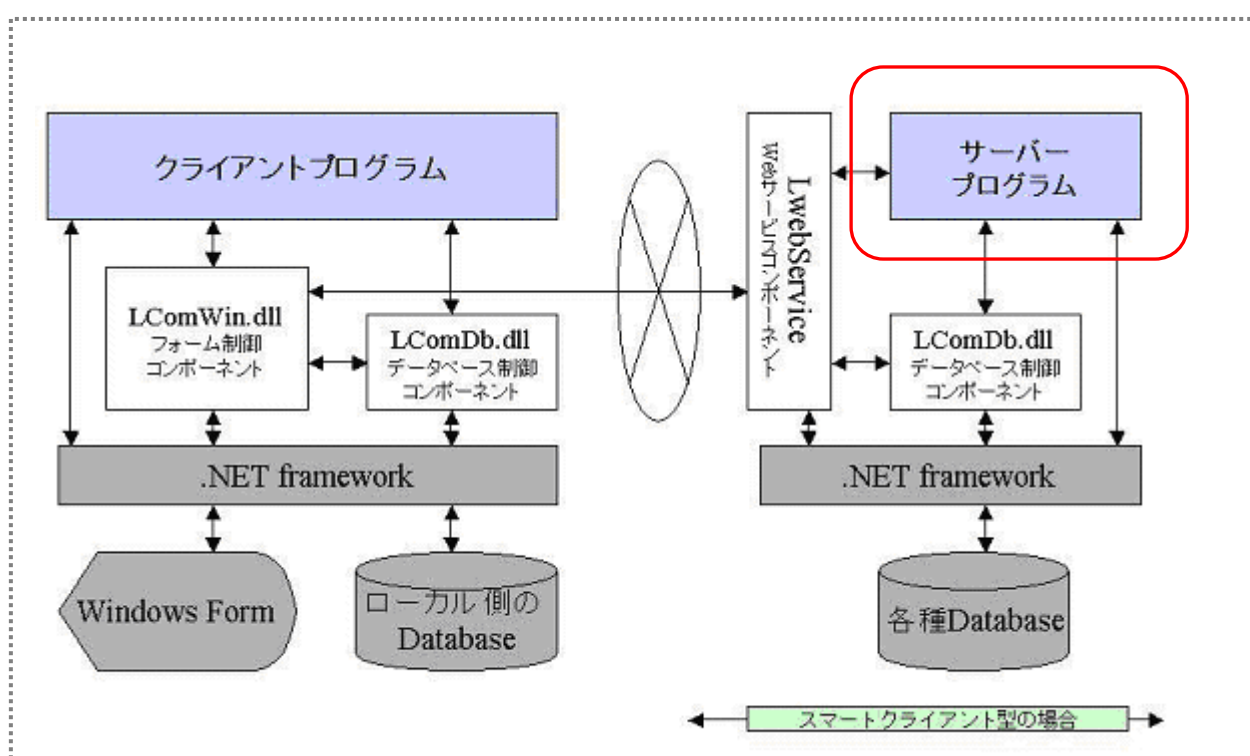 クライアントプログラム
LComWin.dll
フォーム制御
コンポーネント
LComDb.dll
データベース制御
コンポーネント
.NET framework
Windows Form
ローカル側の
Database
LwebService
Webサービスコンポーネント
サーバー
プログラム
LComDb.dll
データベース制御
コンポーネント
.NET framework
各種Database
スマートクライアント型の場合